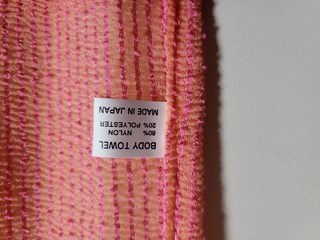 BODY TOWEL
80% NYLON
20% POLYESTER
MADE IN JAPAN